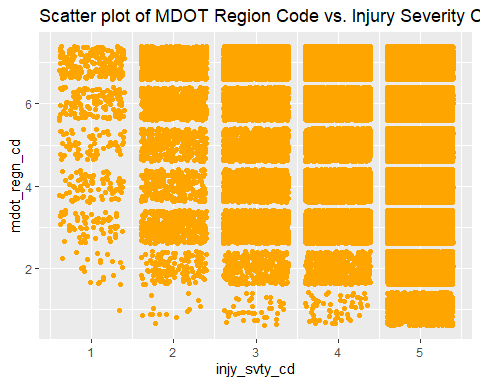 Scatter plot of MDOT Region Code vs. Injury Severity C
mdot_regn_cd
6
4
2
1 2 3 4 5
injy_svty_cd